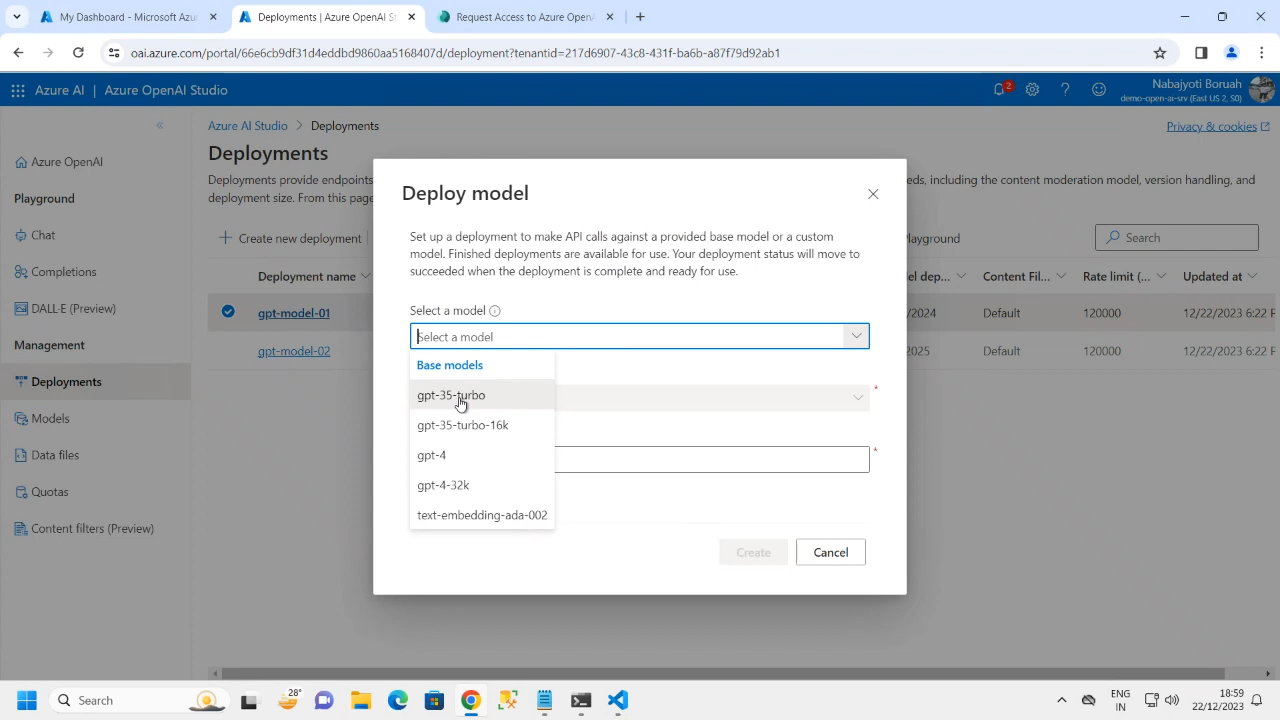 My Dashboard - Microsoft Azu
Deployments | Azure OpenAI St
Request Access to Azure Open
oai.azure.com/portal/66e6cb9df31d4eddbd9860aa5168407d/deployment?tenantid=217d6907-43c8-431f-ba6b-a87f79d92ab1
Azure AI | Azure OpenAI Studio
2
Nabajyoti Boruah
demo-open-ai-srv (East US 2, S0)
Azure AI Studio > Deployments
Privacy & cookies
Deployments
Deployments provide endpoints
eds, including the content moderation model, version handling, and
deployment size. From this page
Azure OpenAI
Playground
Chat
Completions
DALL·E (Preview)
Management
Deployments
Models
Data files
Quotas
Content filters (Preview)
Create new deployment
layground
Search
Deployment name
el dep...
Content Fil...
Rate limit (...
Updated at
gpt-model-01
/2024
Default
120000
12/22/2023 6:22 P
gpt-model-02
2025
Default
120000
12/22/2023 6:22 P
Deploy model
Set up a deployment to make API calls against a provided base model or a custom
model. Finished deployments are available for use. Your deployment status will move to
succeeded when the deployment is complete and ready for use.
Select a model
Select a model
Base models
gpt-35-turbo
gpt-35-turbo-16k
gpt-4
gpt-4-32k
text-embedding-ada-002
*
*
Create
Cancel
Search
28°
ENG
IN
18:59
22/12/2023